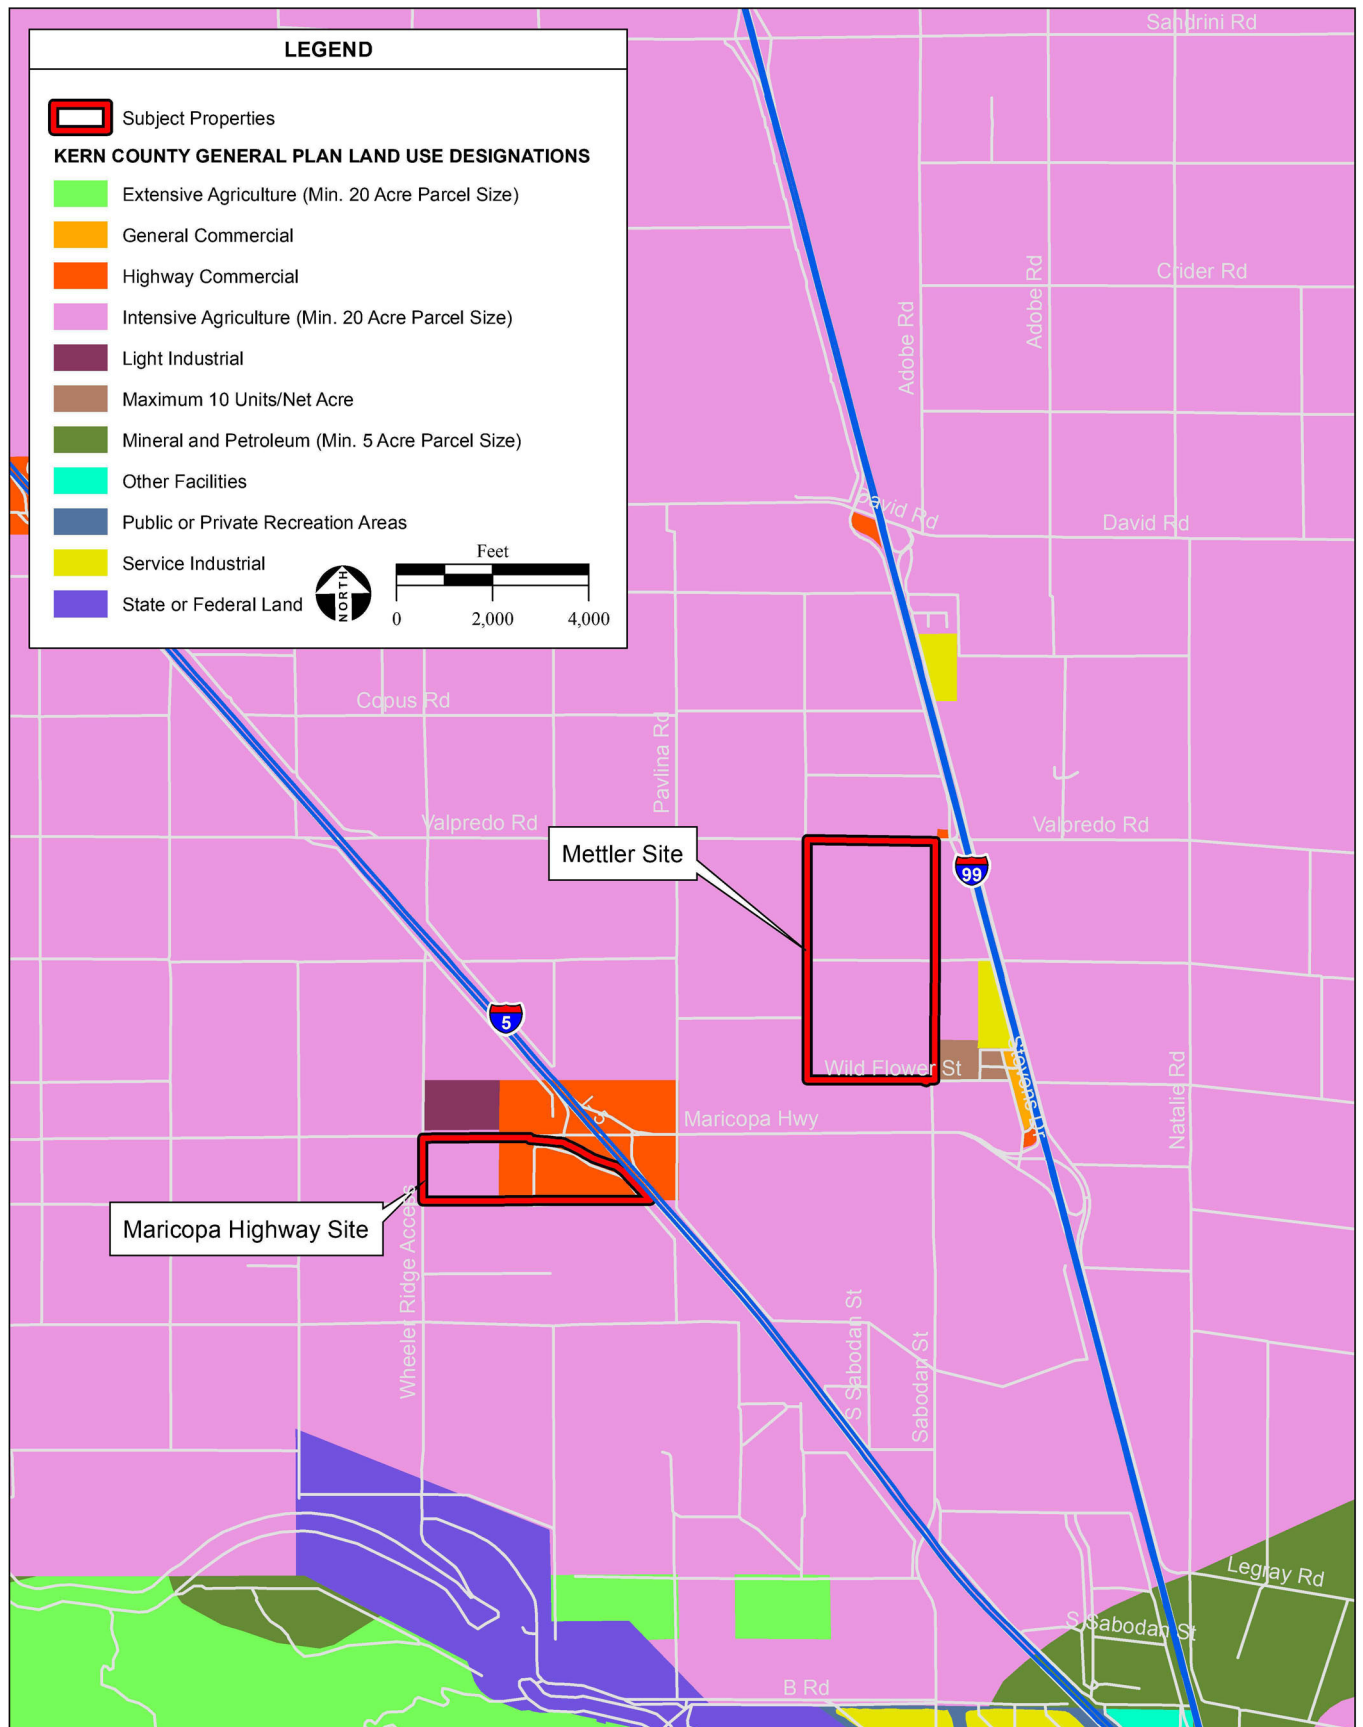 LEGEND
Subject Properties
KERN COUNTY GENERAL PLAN LAND USE DESIGNATIONS
Extensive Agriculture (Min. 20 Acre Parcel Size)
General Commercial
Highway Commercial
Intensive Agriculture (Min. 20 Acre Parcel Size)
Light Industrial
Maximum 10 Units/Net Acre
Mineral and Petroleum (Min. 5 Acre Parcel Size)
Other Facilities
Public or Private Recreation Areas
Service Industrial
State or Federal Land
NORTH
Feet
0 2,000 4,000
Sandrini Rd
Crider Rd
Adobe Rd
Adobe Rd
David Rd
David Rd
Copus Rd
Pavlina Rd
Valpredo Rd
Valpredo Rd
Mettler Site
99
5
Stevens Dr
Wild Flower St
Natalie Rd
Maricopa Hwy
Maricopa Highway Site
Wheeler Ridge Access
S Sabodan St
Sabodan St
Legray Rd
S Sabodan St
B Rd